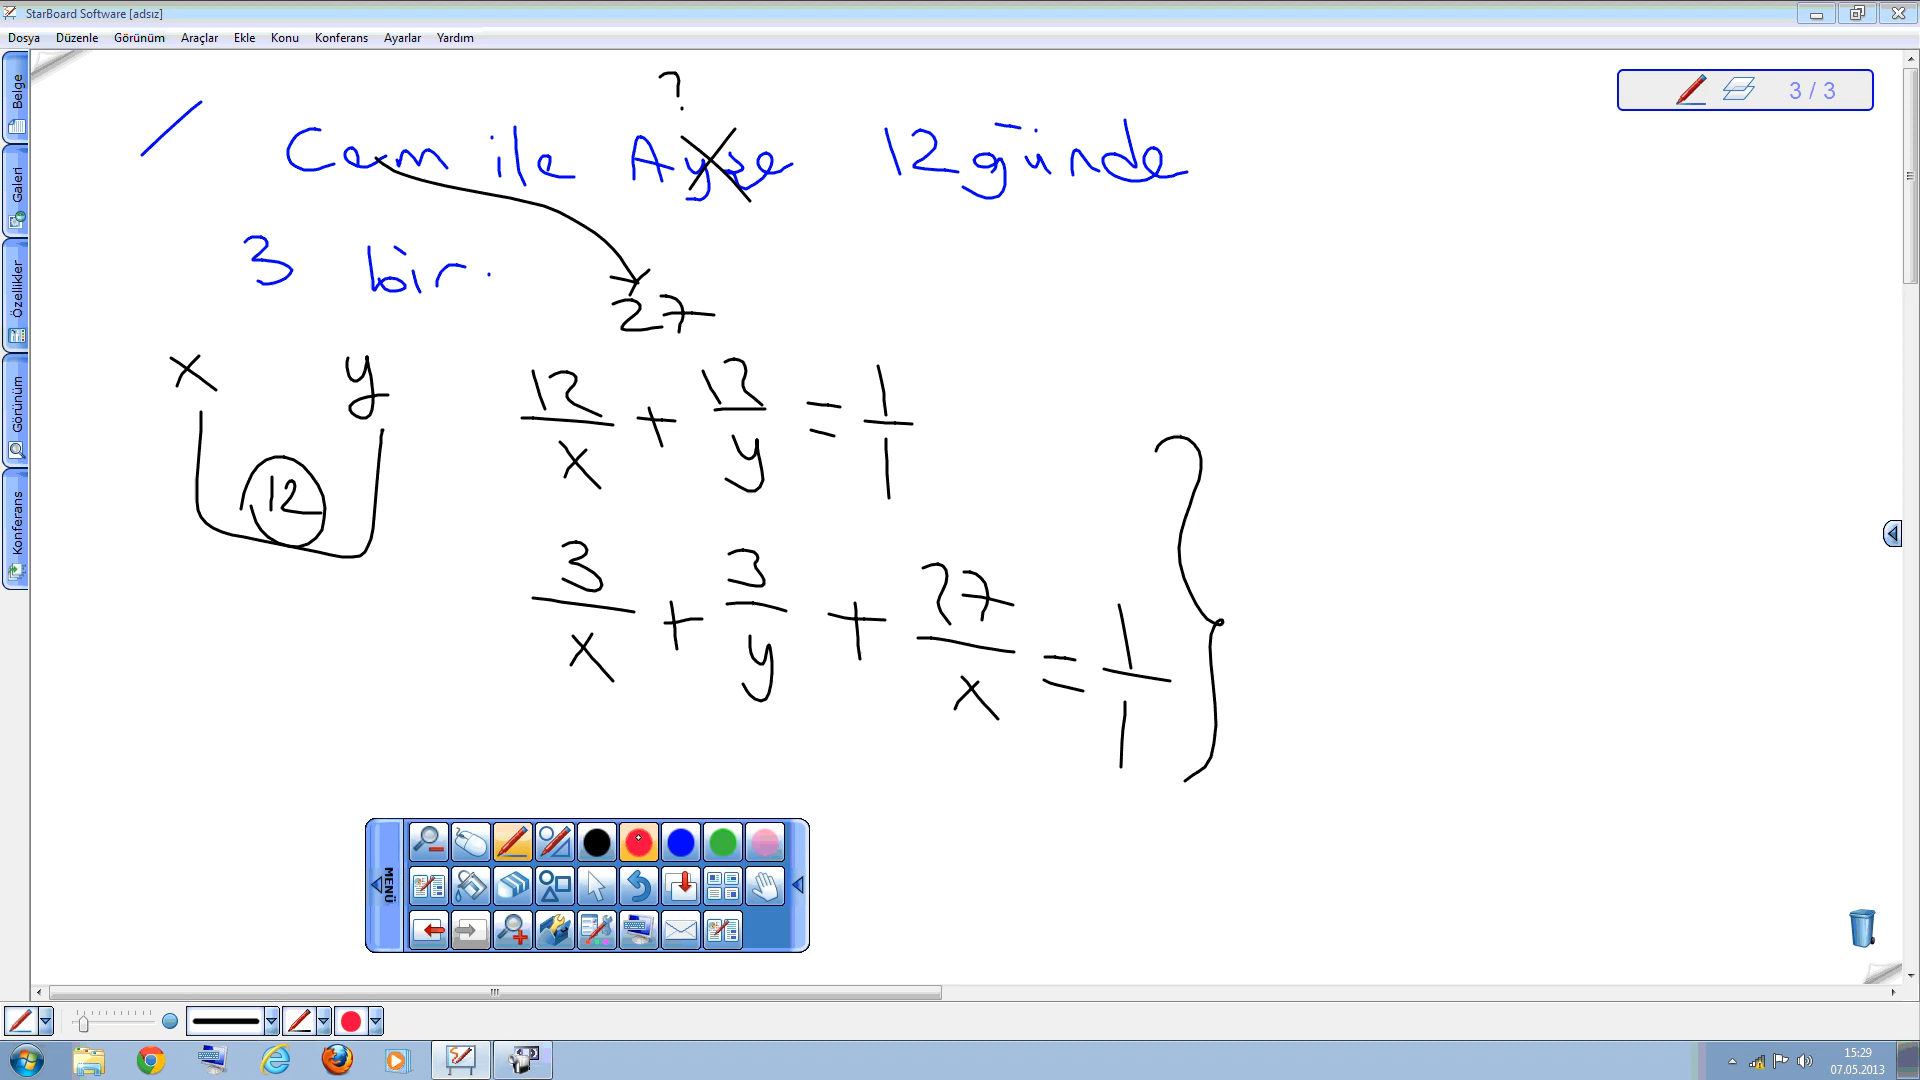 StarBoard Software [adsız]
Dosya Düzenle Görünüm Araçlar Ekle Konu Konferans Ayarlar Yardım
Belge
Galeri
Özellikler
Görünüm
Konferans
3 / 3
?
Cem ile Ayşe 12 günde
3 bir.
27
x y
12
12/x + 12/y = 1/1
3/x + 3/y + 27/x = 1/1
MENÜ
15:29
07.05.2013